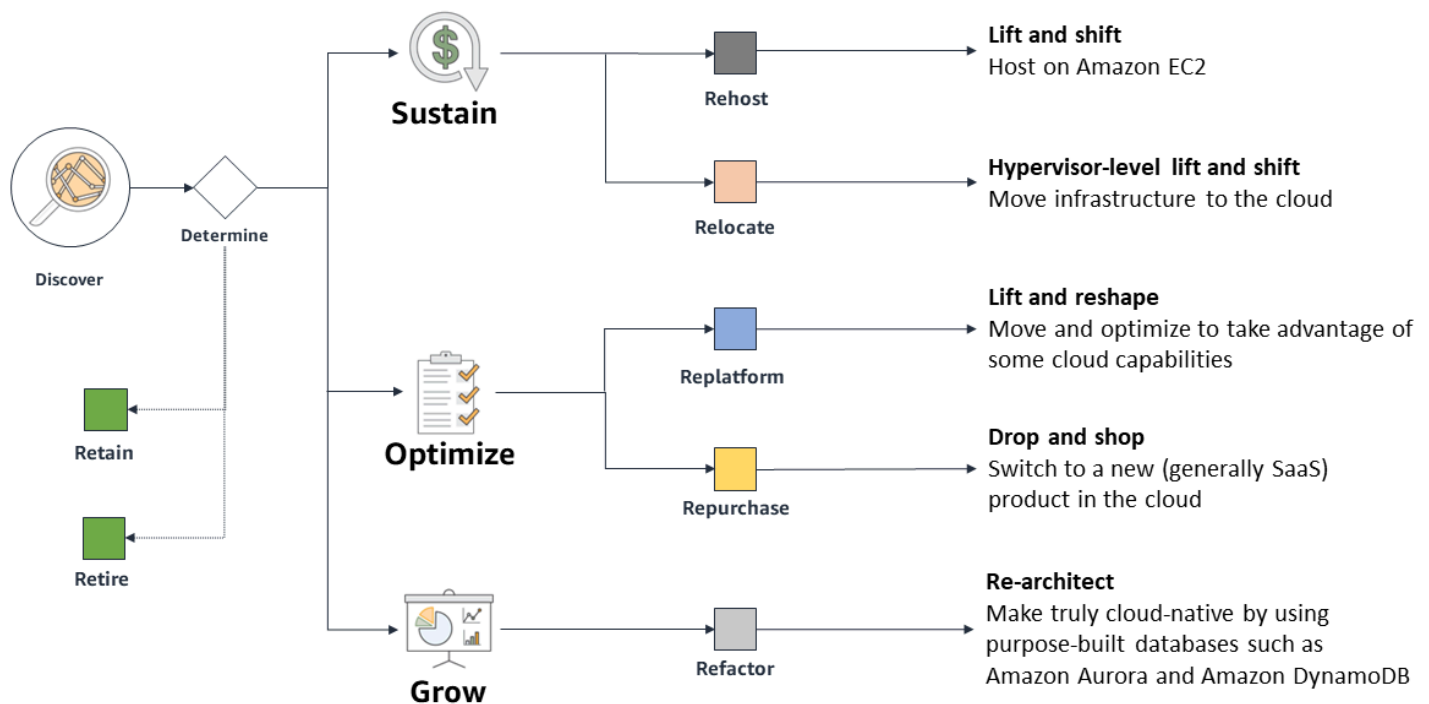 Discover
Determine
Retain
Retire
Sustain
Rehost
Lift and shift
Host on Amazon EC2
Relocate
Hypervisor-level lift and shift
Move infrastructure to the cloud
Optimize
Replatform
Lift and reshape
Move and optimize to take advantage of
some cloud capabilities
Repurchase
Drop and shop
Switch to a new (generally SaaS)
product in the cloud
Grow
Refactor
Re-architect
Make truly cloud-native by using
purpose-built databases such as
Amazon Aurora and Amazon DynamoDB